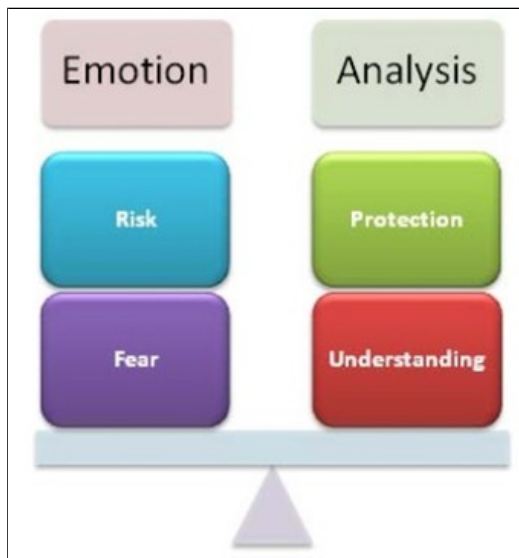 Emotion
Analysis
Risk
Protection
Fear
Understanding